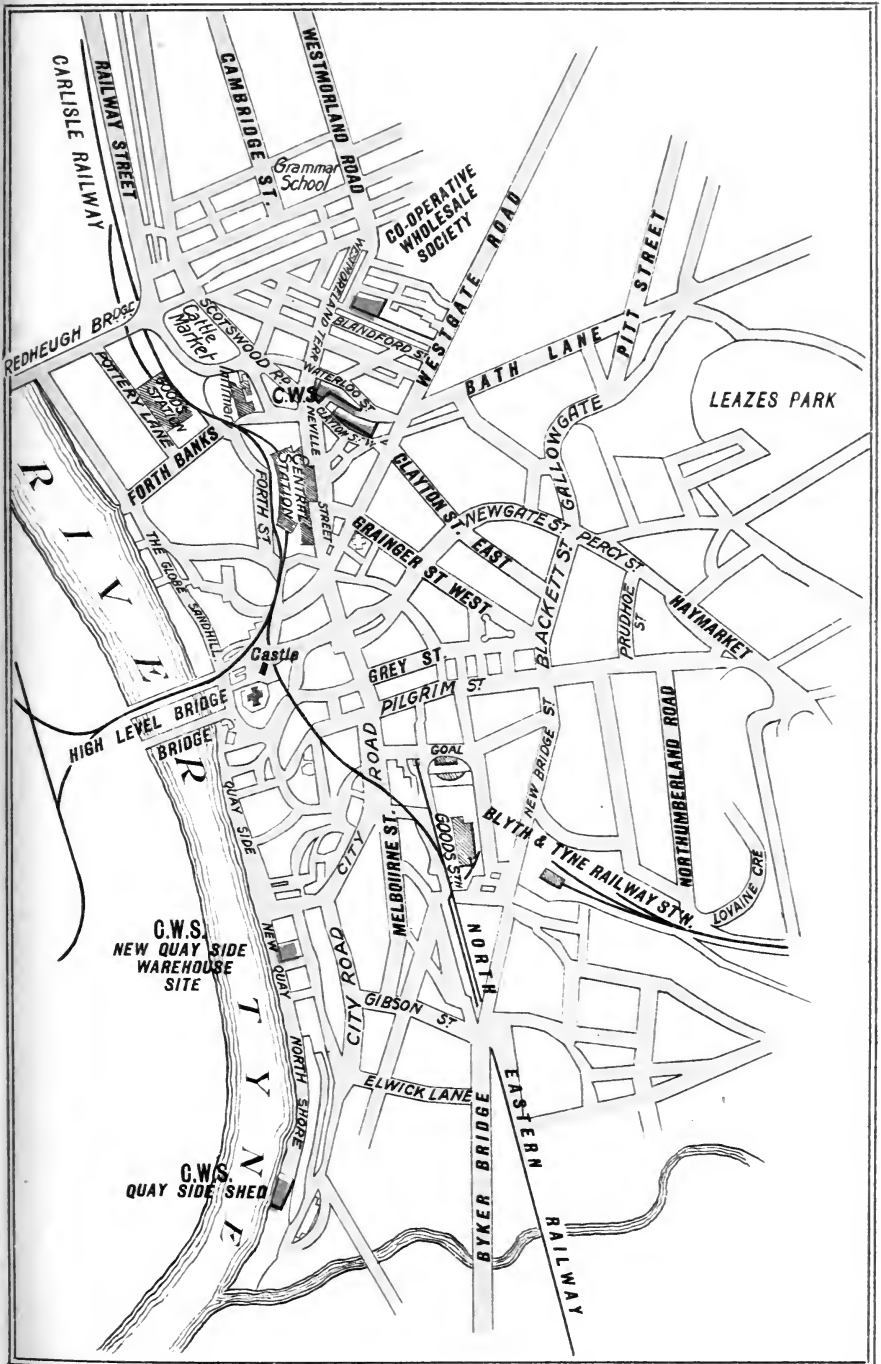 CARLISLE RAILWAY
RAILWAY STREET
CAMBRIDGE ST.
WESTMORLAND ROAD
Grammar
School
CO-OPERATIVE
WHOLESALE
SOCIETY
WESTGATE ROAD
PITT STREET
WESTMORELAND TERR
BLANDFORD ST
SCOTSWOOD RD.
Cattle
Market
REDHEUGH BRDGE
POTTERY LANE
GOODS
STATION
Infirmary
WATERLOO ST
C.W.S.
CLAYTON ST. W.
BATH LANE
LEAZES PARK
GALLOWGATE
NEVILLE STREET
FORTH BANKS
FORTH ST.
CENTRAL
STATION
CLAYTON ST. EAST
NEWGATE ST.
PERCY ST.
GRAINGER ST WEST
BLACKETT ST.
PRUDHOE
ST
HAYMARKET
THE GLOBE
SANDHILL
Castle
GREY ST.
PILGRIM ST.
HIGH LEVEL BRIDGE
BRIDGE
RIVER TYNE
QUAY SIDE
CITY ROAD
GOAL
GOODS STN
NEW BRIDGE ST
NORTHUMBERLAND ROAD
MELBOURNE ST.
BLYTH & TYNE RAILWAY ST'N.
LOVAINE CRE
C.W.S.
NEW QUAY SIDE
WAREHOUSE
SITE
NEW QUAY
CITY ROAD
GIBSON ST.
NORTH EASTERN RAILWAY
NORTH SHORE
ELWICK LANE
BYKER BRIDGE
C.W.S.
QUAY SIDE SHED